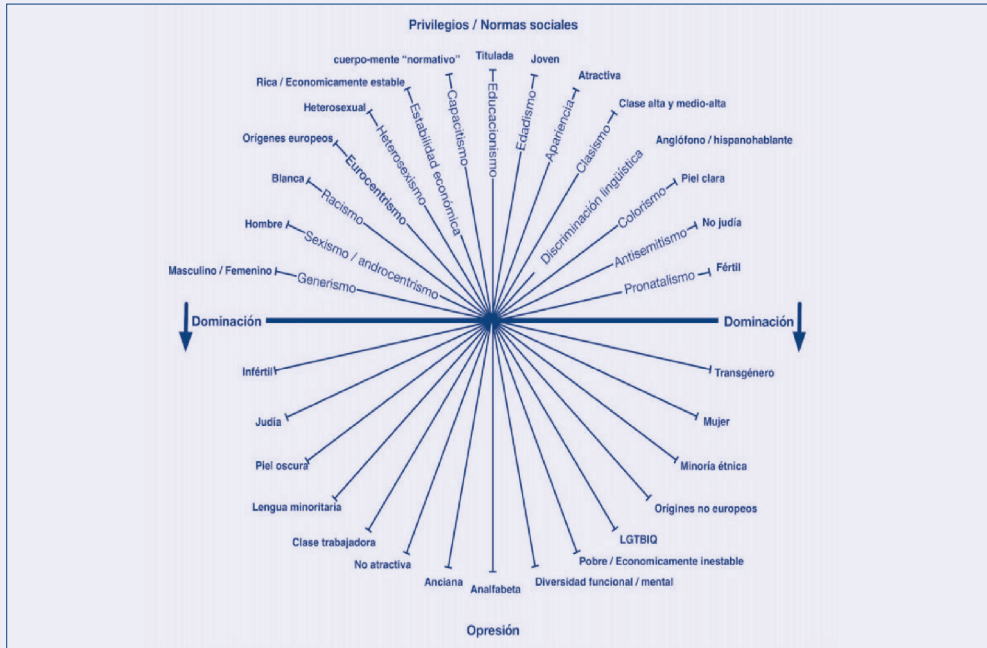 Privilegios / Normas sociales
cuerpo-mente “normativo”
Titulada
Joven
Rica / Economicamente estable
Atractiva
Heterosexual
Clase alta y medio-alta
Orígenes europeos
Anglófono / hispanohablante
Blanca
Piel clara
Hombre
No judía
Masculino / Femenino
Fértil
Generismo
Sexismo / androcentrismo
Racismo
Eurocentrismo
Heterosexismo
Estabilidad económica
Capacitismo
Educacionismo
Edadismo
Apariencia
Clasismo
Discriminación lingüística
Colorismo
Antisemitismo
Pronatalismo
Dominación
Dominación
Infértil
Transgénero
Judía
Mujer
Piel oscura
Minoría étnica
Lengua minoritaria
Orígines no europeos
Clase trabajadora
LGTBIQ
No atractiva
Pobre / Economicamente inestable
Anciana
Analfabeta
Diversidad funcional / mental
Opresión